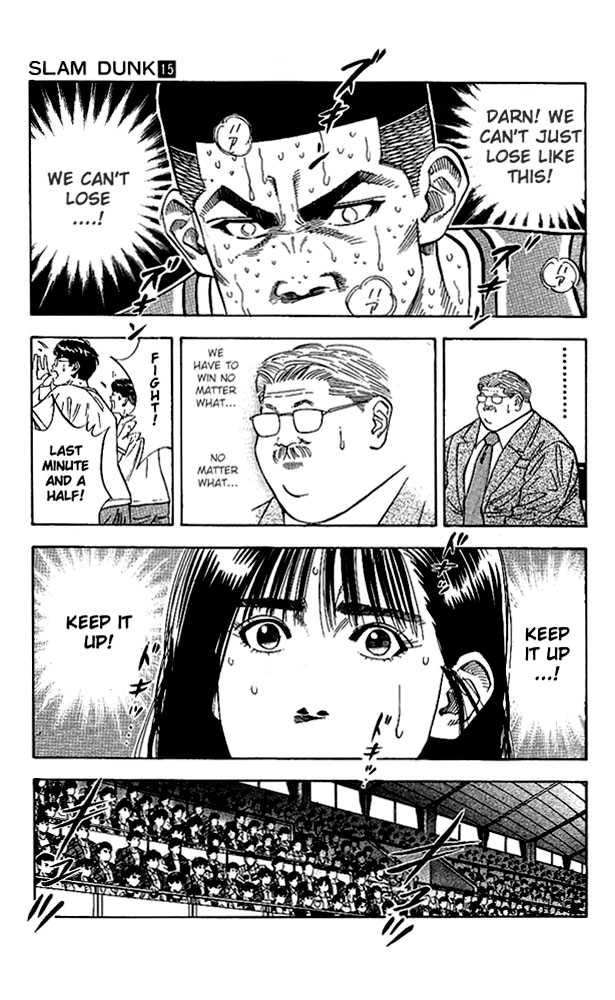 SLAM DUNK 15
DARN! WE
CAN'T JUST
LOSE LIKE
THIS!
WE CAN'T
LOSE
....!
.........
WE
HAVE TO
WIN NO
MATTER
WHAT...
NO
MATTER
WHAT...
FIGHT!
LAST
MINUTE
AND A
HALF!
KEEP
IT UP
...!
KEEP IT
UP!